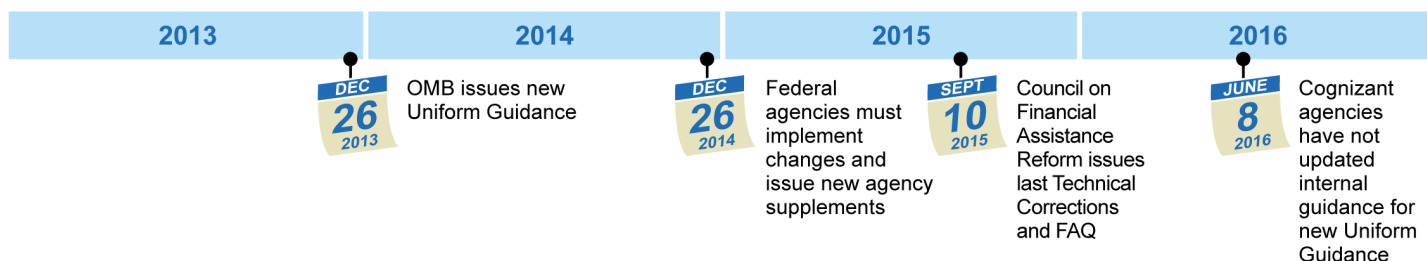 2013
2014
2015
2016
DEC
26
2013
OMB issues new
Uniform Guidance
DEC
26
2014
Federal
agencies must
implement
changes and
issue new agency
supplements
SEPT
10
2015
Council on
Financial
Assistance
Reform issues
last Technical
Corrections
and FAQ
JUNE
8
2016
Cognizant
agencies
have not
updated
internal
guidance for
new Uniform
Guidance